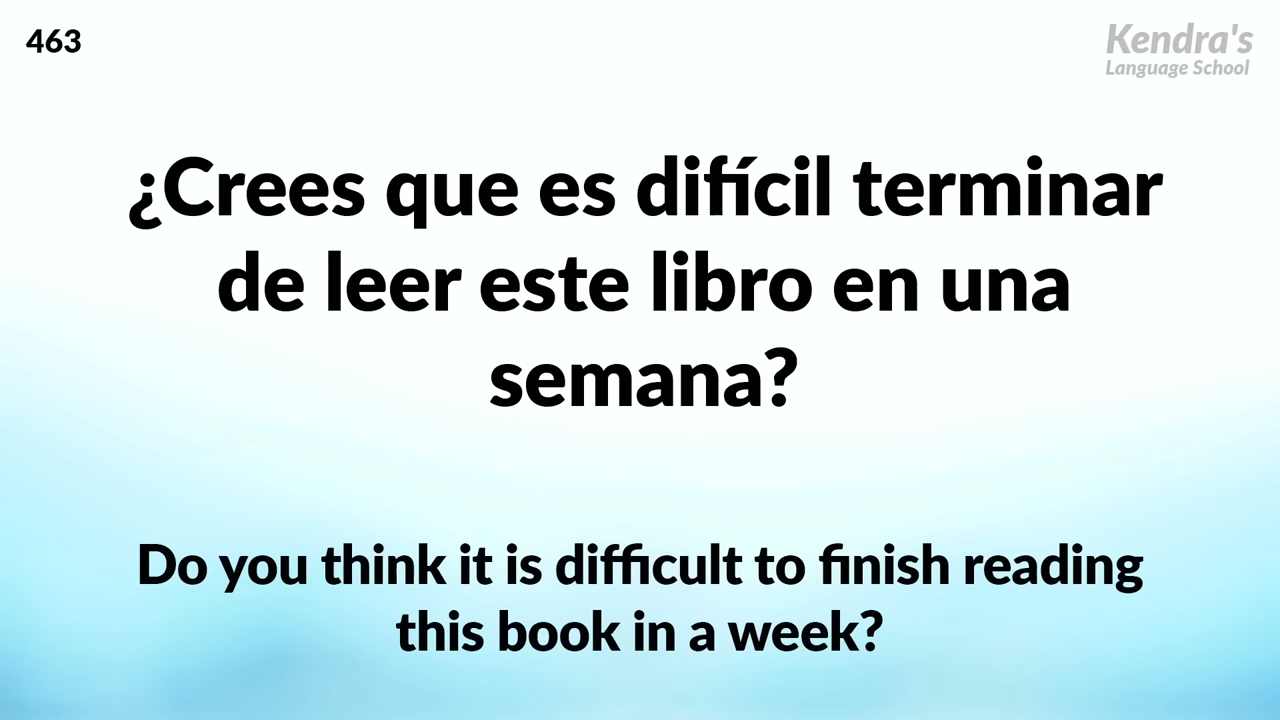 463
Kendra's
Language School
¿Crees que es difícil terminar
de leer este libro en una
semana?
Do you think it is difficult to finish reading
this book in a week?